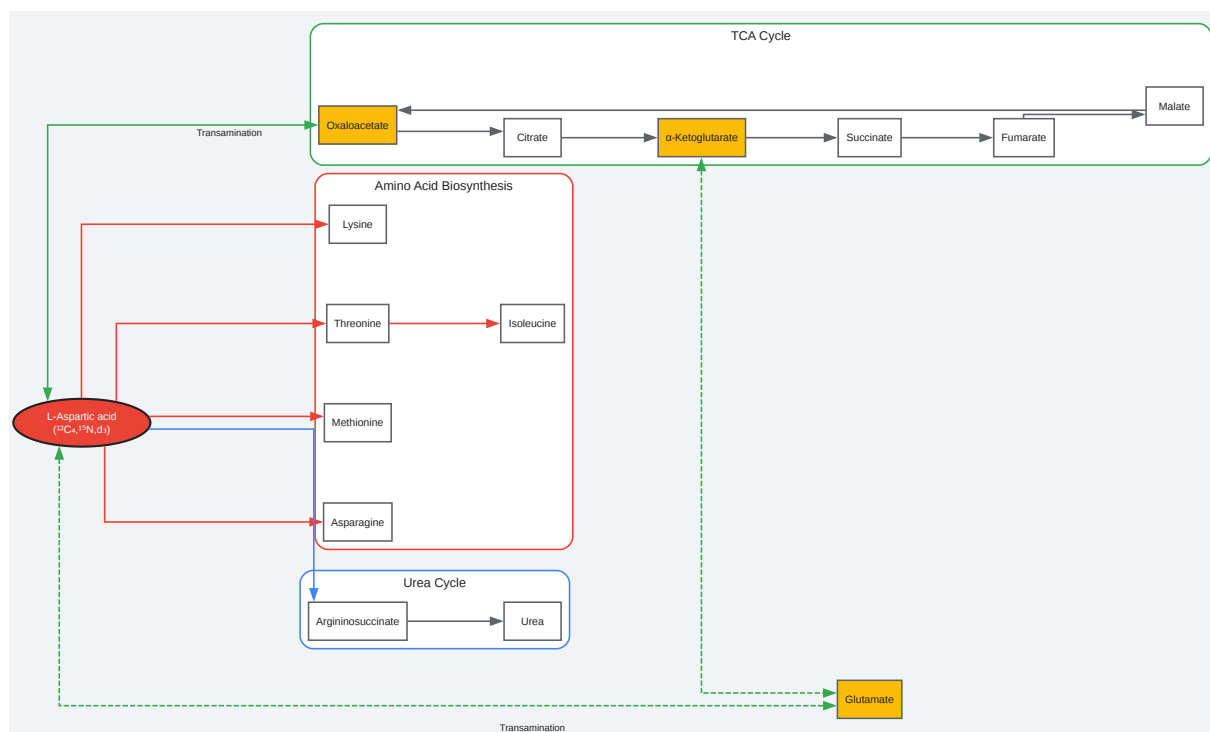 TCA Cycle
Malate
Oxaloacetate
Transamination
Citrate
α-Ketoglutarate
Succinate
Fumarate
Amino Acid Biosynthesis
Lysine
Threonine
Isoleucine
L-Aspartic acid
(¹³C₄,¹⁵N,d₃)
Methionine
Asparagine
Urea Cycle
Argininosuccinate
Urea
Glutamate
Transamination